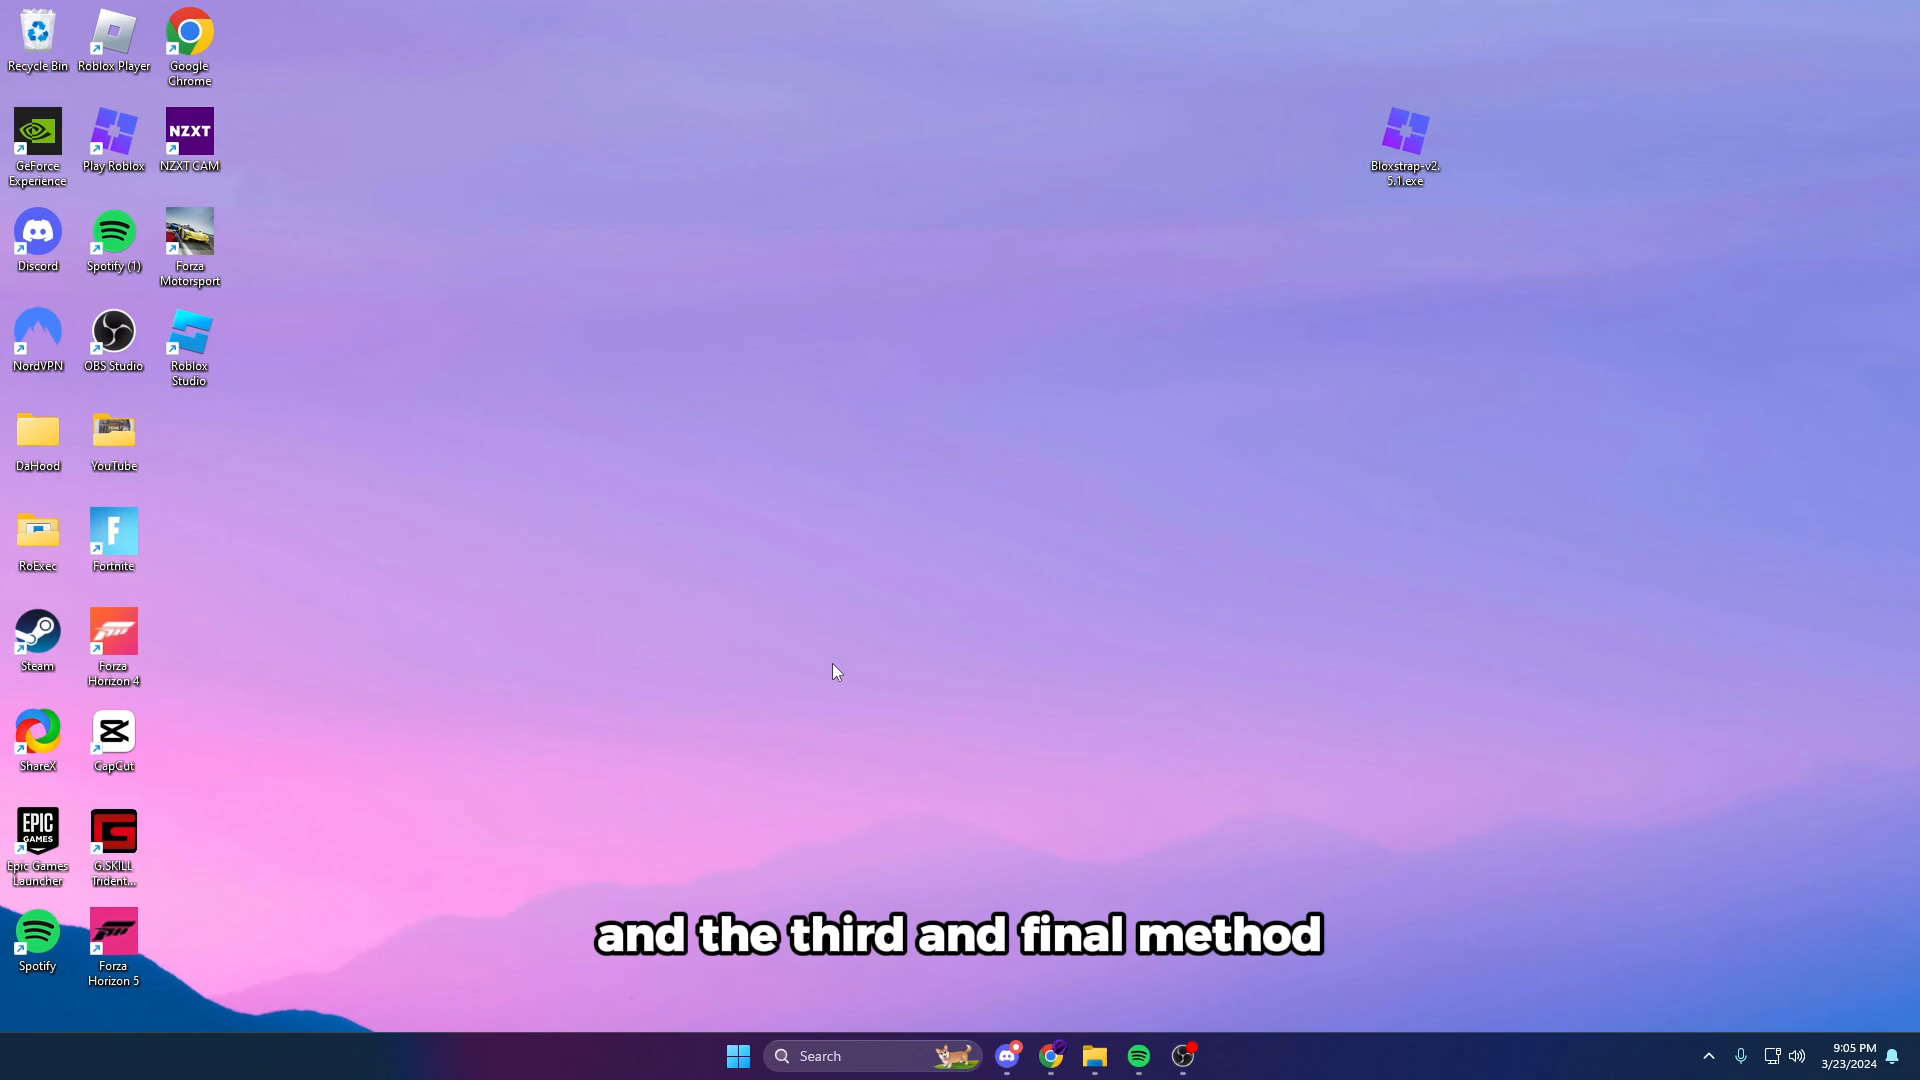 Recycle Bin
Roblox Player
Google
Chrome
GeForce
Experience
Play Roblox
NZXT
NZXT CAM
Bloxstrap-v2.
5.1.exe
Discord
Spotify (1)
Forza
Motorsport
NordVPN
OBS Studio
Roblox
Studio
DaHood
YouTube
RoExec
F
Fortnite
Steam
Forza
Horizon 4
ShareX
CapCut
EPIC
GAMES
Epic Games
Launcher
G.SKILL
Trident...
Spotify
Forza
Horizon 5
and the third and final method
Search
9:05 PM
3/23/2024